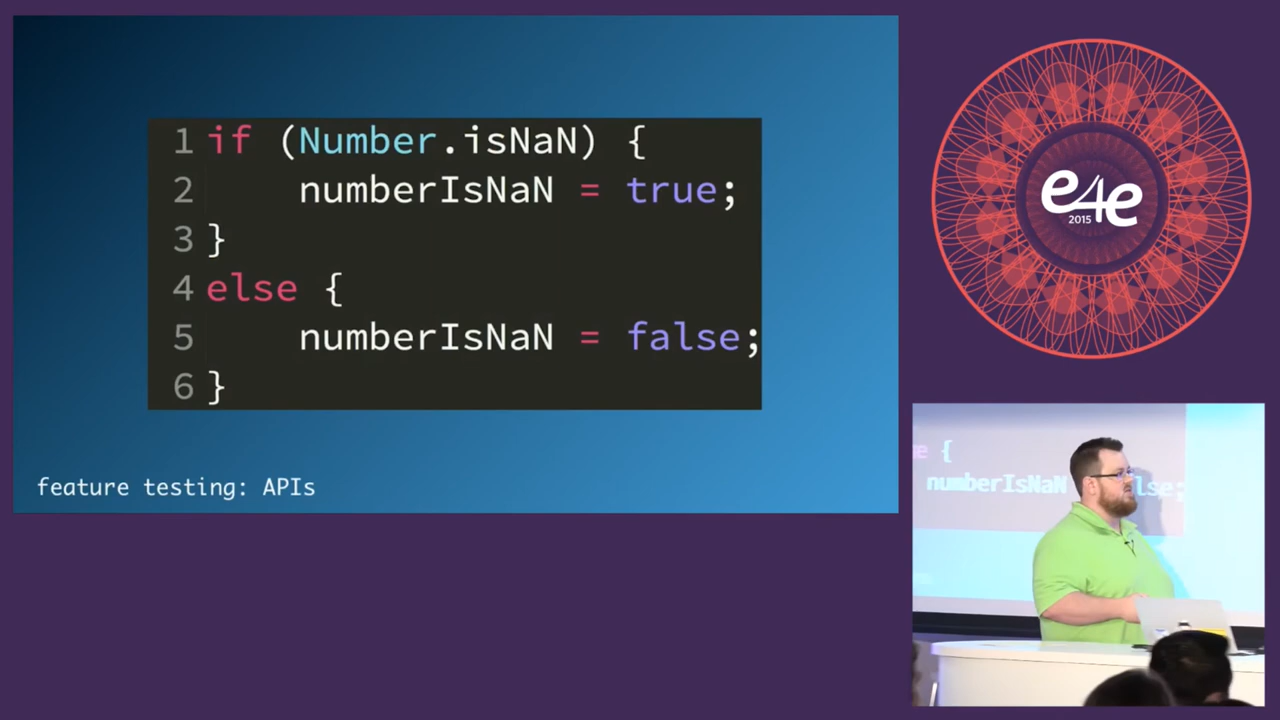 1 if (Number.isNaN) {
2     numberIsNaN = true;
3 }
4 else {
5     numberIsNaN = false;
6 }
feature testing: APIs
e4e
2015
{
numberIsNaN lse;